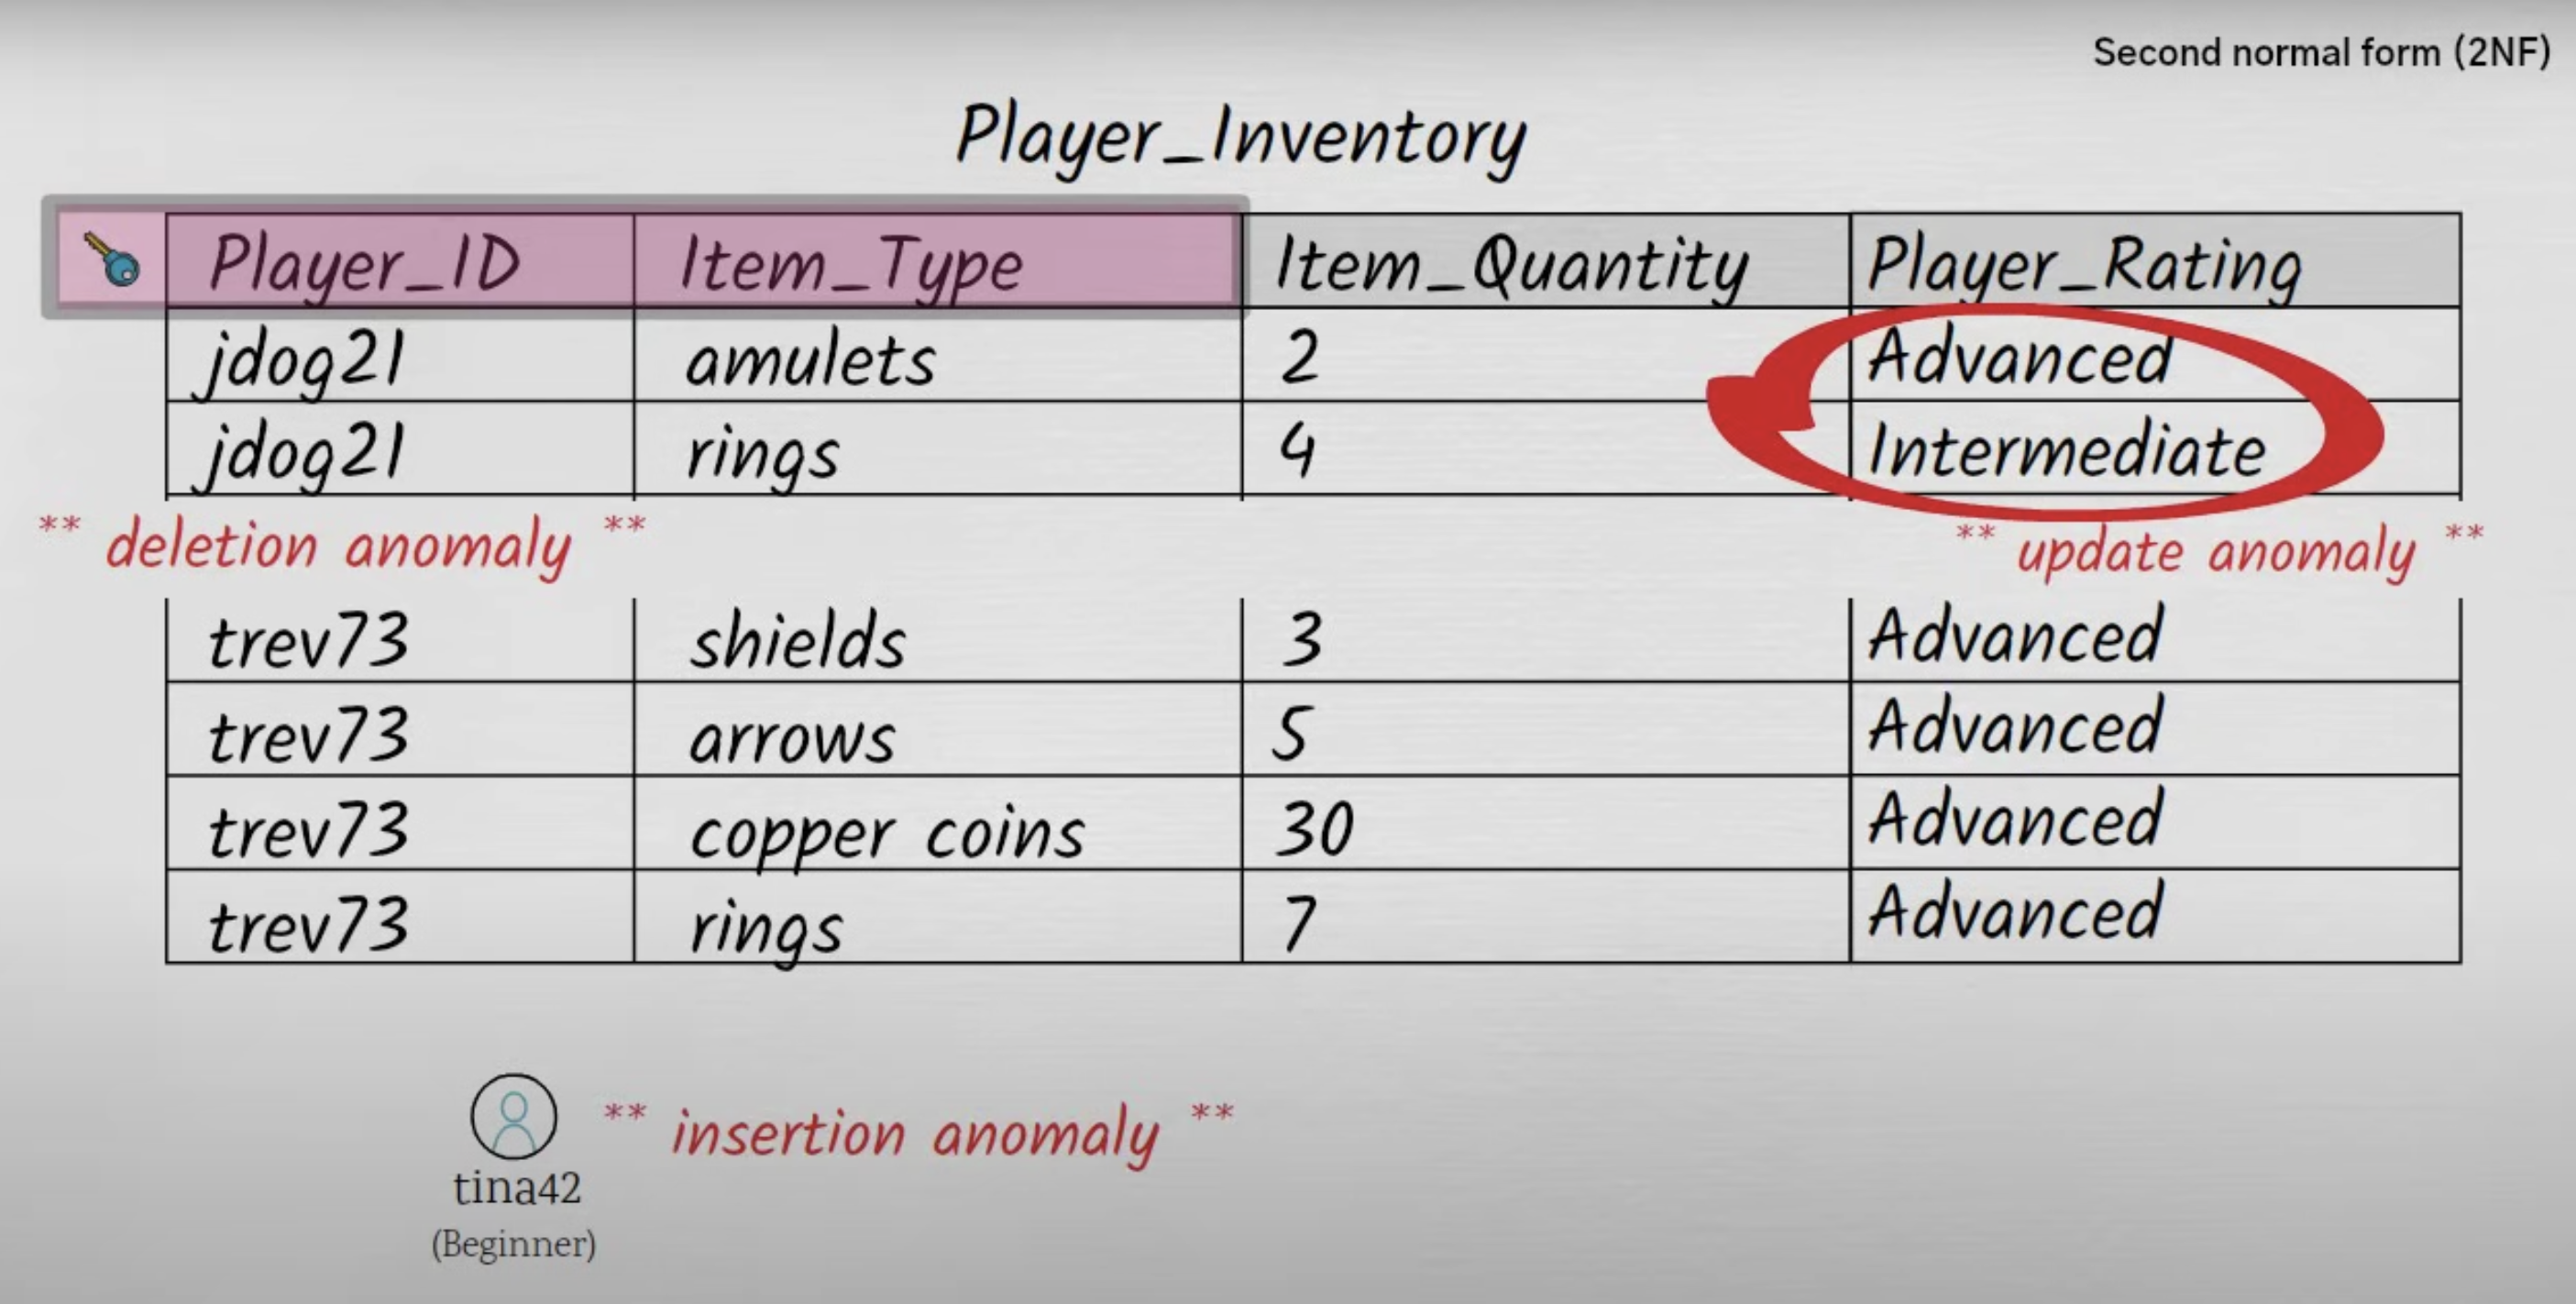 Second normal form (2NF)
Player_Inventory
Player_ID Item_Type Item_Quantity Player_Rating
jdog21 amulets 2 Advanced
jdog21 rings 4 Intermediate
** deletion anomaly ** ** update anomaly **
trev73 shields 3 Advanced
trev73 arrows 5 Advanced
trev73 copper coins 30 Advanced
trev73 rings 7 Advanced
** insertion anomaly **
tina42
(Beginner)